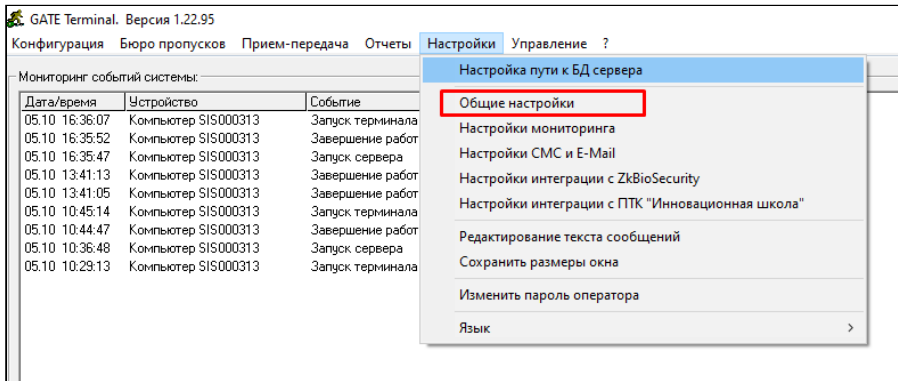 GATE Terminal. Версия 1.22.95
Конфигурация Бюро пропусков Прием-передача Отчеты Настройки Управление ?
Мониторинг событий системы:
Дата/время Устройство Событие
05.10 16:36:07 Компьютер SIS000313 Запуск терминала
05.10 16:35:52 Компьютер SIS000313 Завершение работ
05.10 16:35:47 Компьютер SIS000313 Запуск сервера
05.10 13:41:13 Компьютер SIS000313 Завершение работ
05.10 13:41:05 Компьютер SIS000313 Завершение работ
05.10 10:45:14 Компьютер SIS000313 Запуск терминала
05.10 10:44:47 Компьютер SIS000313 Завершение работ
05.10 10:36:48 Компьютер SIS000313 Запуск сервера
05.10 10:29:13 Компьютер SIS000313 Запуск терминала
Настройка пути к БД сервера
Общие настройки
Настройки мониторинга
Настройки СМС и E-Mail
Настройки интеграции с ZkBioSecurity
Настройки интеграции с ПТК "Инновационная школа"
Редактирование текста сообщений
Сохранить размеры окна
Изменить пароль оператора
Язык >